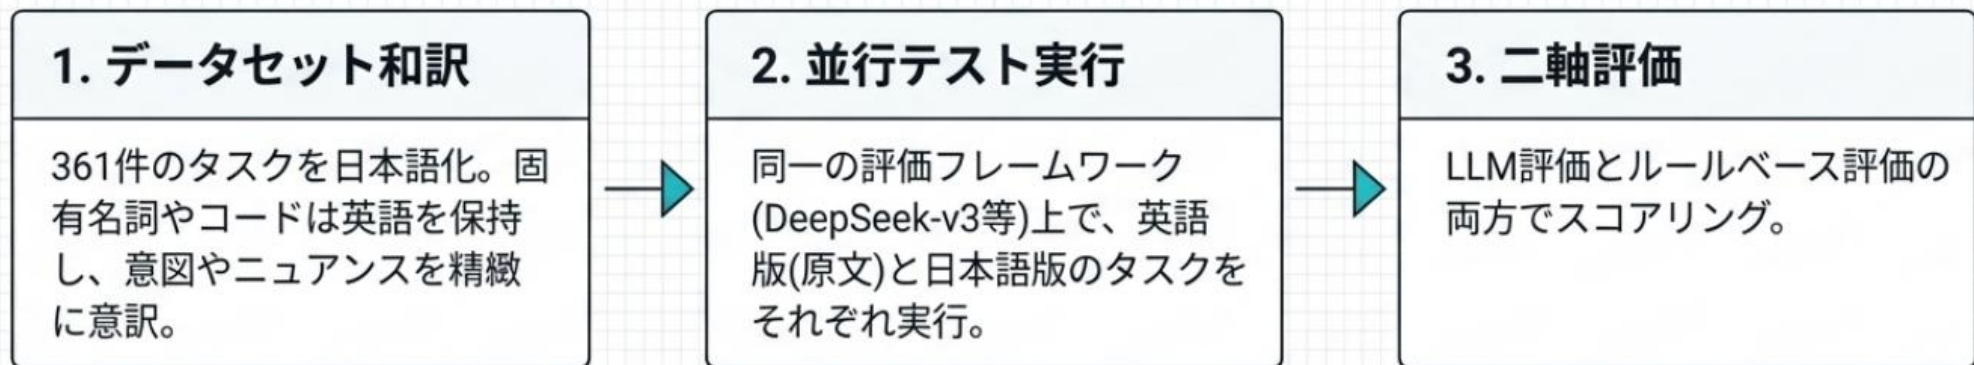 1. データセット和訳
361件のタスクを日本語化。固
有名詞やコードは英語を保持
し、意図やニュアンスを精緻
に意訳。
2. 並行テスト実行
同一の評価フレームワーク
(DeepSeek-v3等)上で、英語
版(原文)と日本語版のタスクを
それぞれ実行。
3. 二軸評価
LLM評価とルールベース評価の
両方でスコアリング。